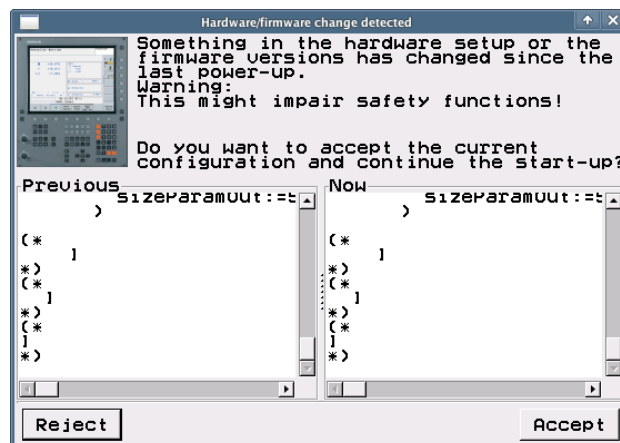 Hardware/firmware change detected
Something in the hardware setup or the
firmware versions has changed since the
last power-up.
Warning:
This might impair safety functions!
Do you want to accept the current
configuration and continue the start-up?
Previous
)
(*
]
*)
(*
]
*)
(*
]
*)
Now
)
(*
]
*)
(*
]
*)
(*
]
*)
Reject
Accept